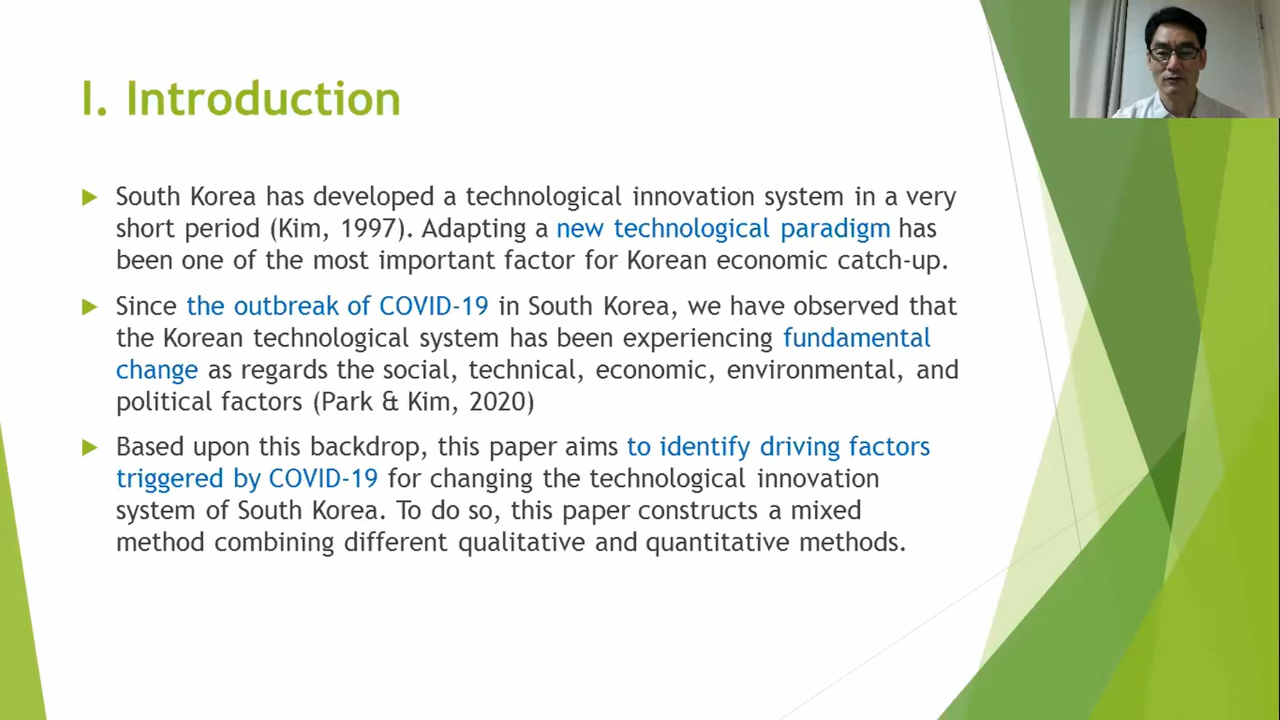 I. Introduction
South Korea has developed a technological innovation system in a very
short period (Kim, 1997). Adapting a new technological paradigm has
been one of the most important factor for Korean economic catch-up.
Since the outbreak of COVID-19 in South Korea, we have observed that
the Korean technological system has been experiencing fundamental
change as regards the social, technical, economic, environmental, and
political factors (Park & Kim, 2020)
Based upon this backdrop, this paper aims to identify driving factors
triggered by COVID-19 for changing the technological innovation
system of South Korea. To do so, this paper constructs a mixed
method combining different qualitative and quantitative methods.